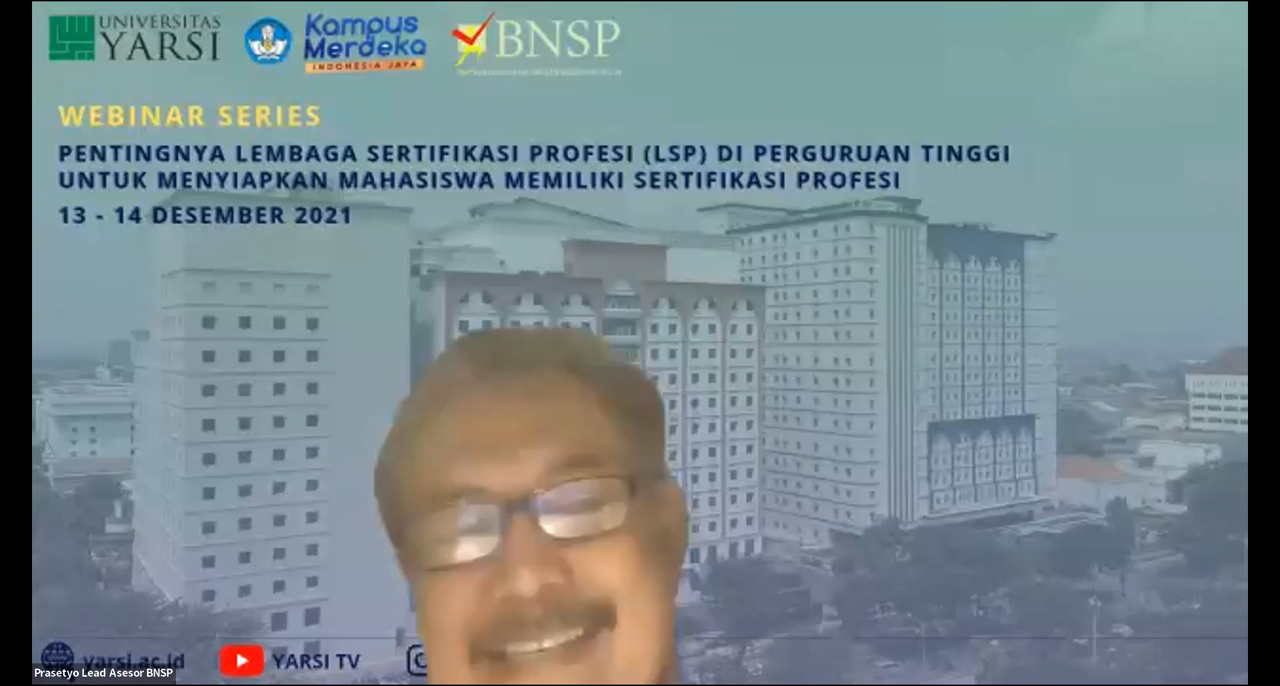 UNIVERSITAS
YARSI
Kampus
Merdeka
INDONESIA JAYA
BNSP
WEBINAR SERIES
PENTINGNYA LEMBAGA SERTIFIKASI PROFESI (LSP) DI PERGURUAN TINGGI
UNTUK MENYIAPKAN MAHASISWA MEMILIKI SERTIFIKASI PROFESI
13 - 14 DESEMBER 2021
yarsi.ac.id
YARSI TV
Prasetyo Lead Asesor BNSP